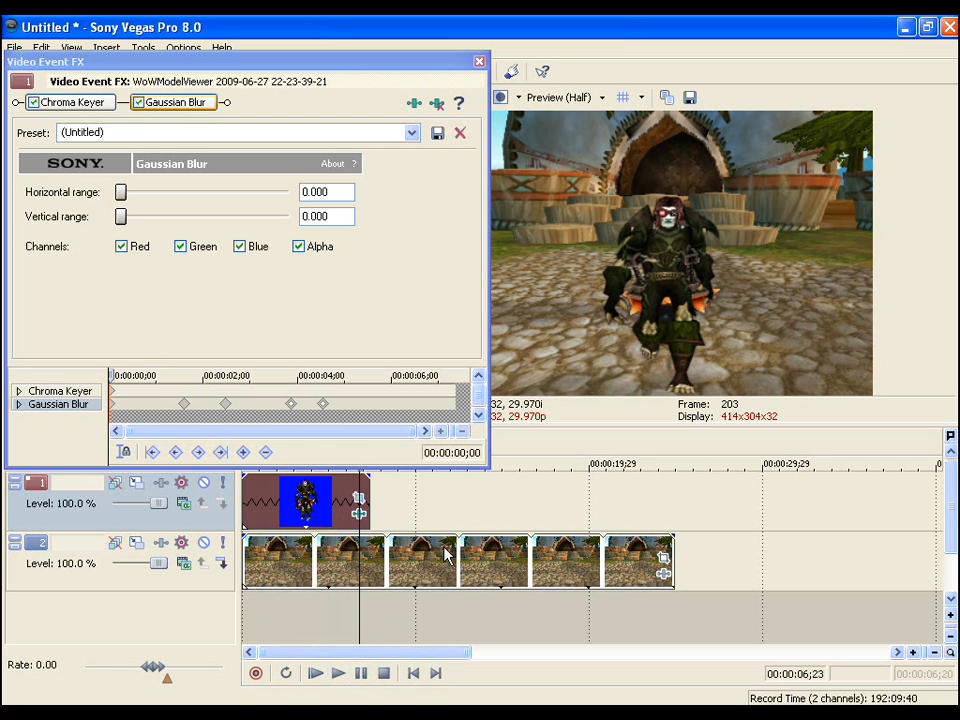 Untitled * - Sony Vegas Pro 8.0
File Edit View Insert Tools Options Help
Video Event FX
1 Video Event FX: WoWModelViewer 2009-06-27 22-23-39-21
Chroma Keyer Gaussian Blur ?
Preview (Half)
Preset: (Untitled)
SONY. Gaussian Blur About ?
Horizontal range: 0.000
Vertical range: 0.000
Channels: Red Green Blue Alpha
0:00:00:00 00:00:02;00 00:00:04;00 00:00:06;00
Chroma Keyer
Gaussian Blur
32, 29.970i Frame: 203
32, 29.970p Display: 414x304x32
00:00:00;00
00:00:19;29 00:00:29;29
1
Level: 100.0 %
2
Level: 100.0 %
Rate: 0.00
00:00:06;23 00:00:06;20
Record Time (2 channels): 192:09:40